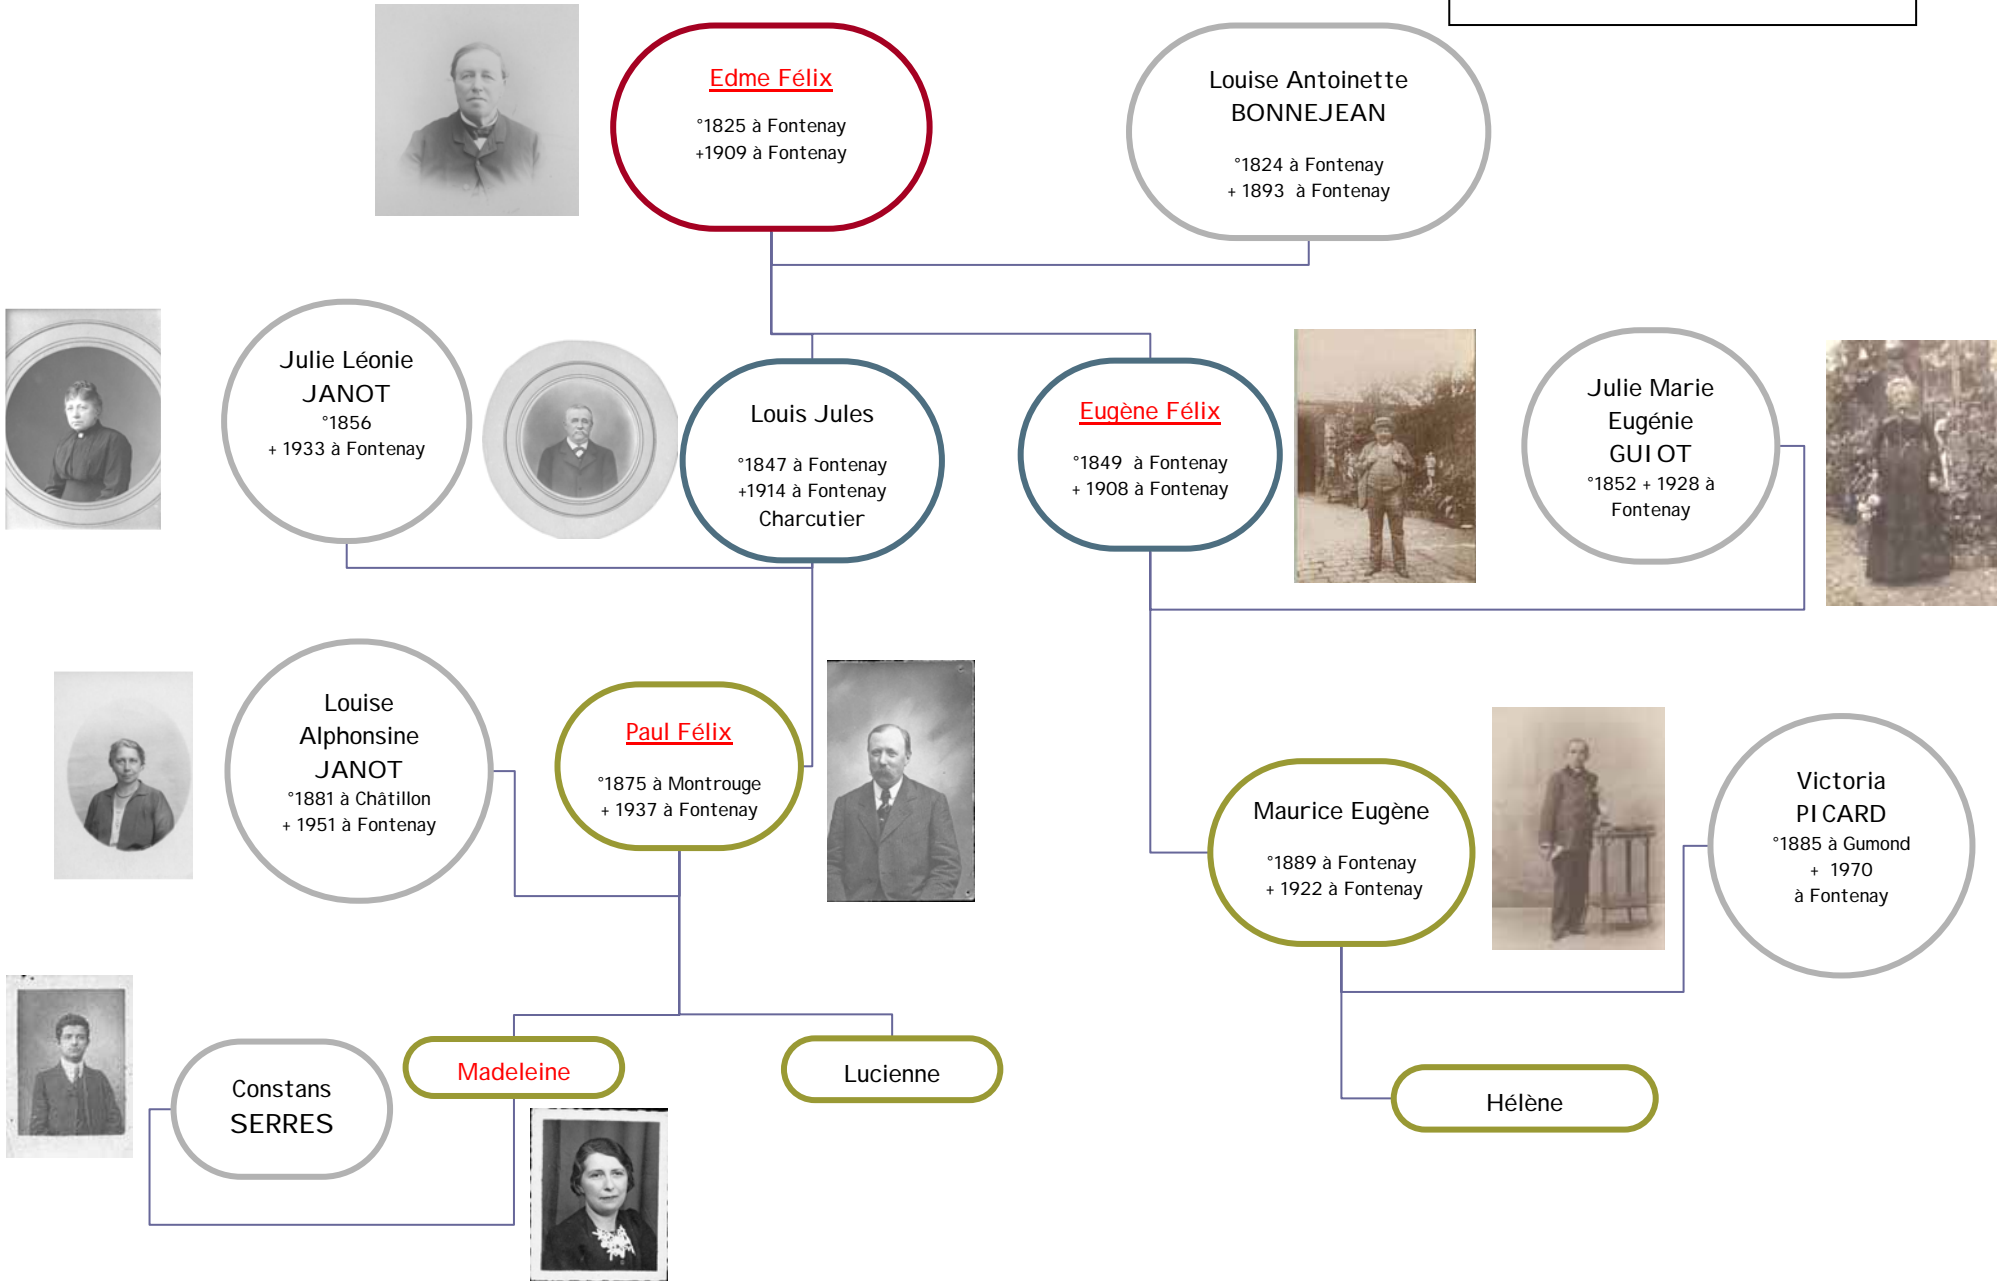 Edme Félix
°1825 à Fontenay
+1909 à Fontenay
Louise Antoinette
BONNEJEAN
°1824 à Fontenay
+ 1893 à Fontenay
Julie Léonie
JANOT
°1856
+ 1933 à Fontenay
Louis Jules
°1847 à Fontenay
+1914 à Fontenay
Charcutier
Eugène Félix
°1849 à Fontenay
+ 1908 à Fontenay
Julie Marie
Eugénie
GUIOT
°1852 + 1928 à
Fontenay
Louise
Alphonsine
JANOT
°1881 à Châtillon
+ 1951 à Fontenay
Paul Félix
°1875 à Montrouge
+ 1937 à Fontenay
Maurice Eugène
°1889 à Fontenay
+ 1922 à Fontenay
Victoria
PICARD
°1885 à Gumond
+ 1970
à Fontenay
Constans
SERRES
Madeleine
Lucienne
Hélène